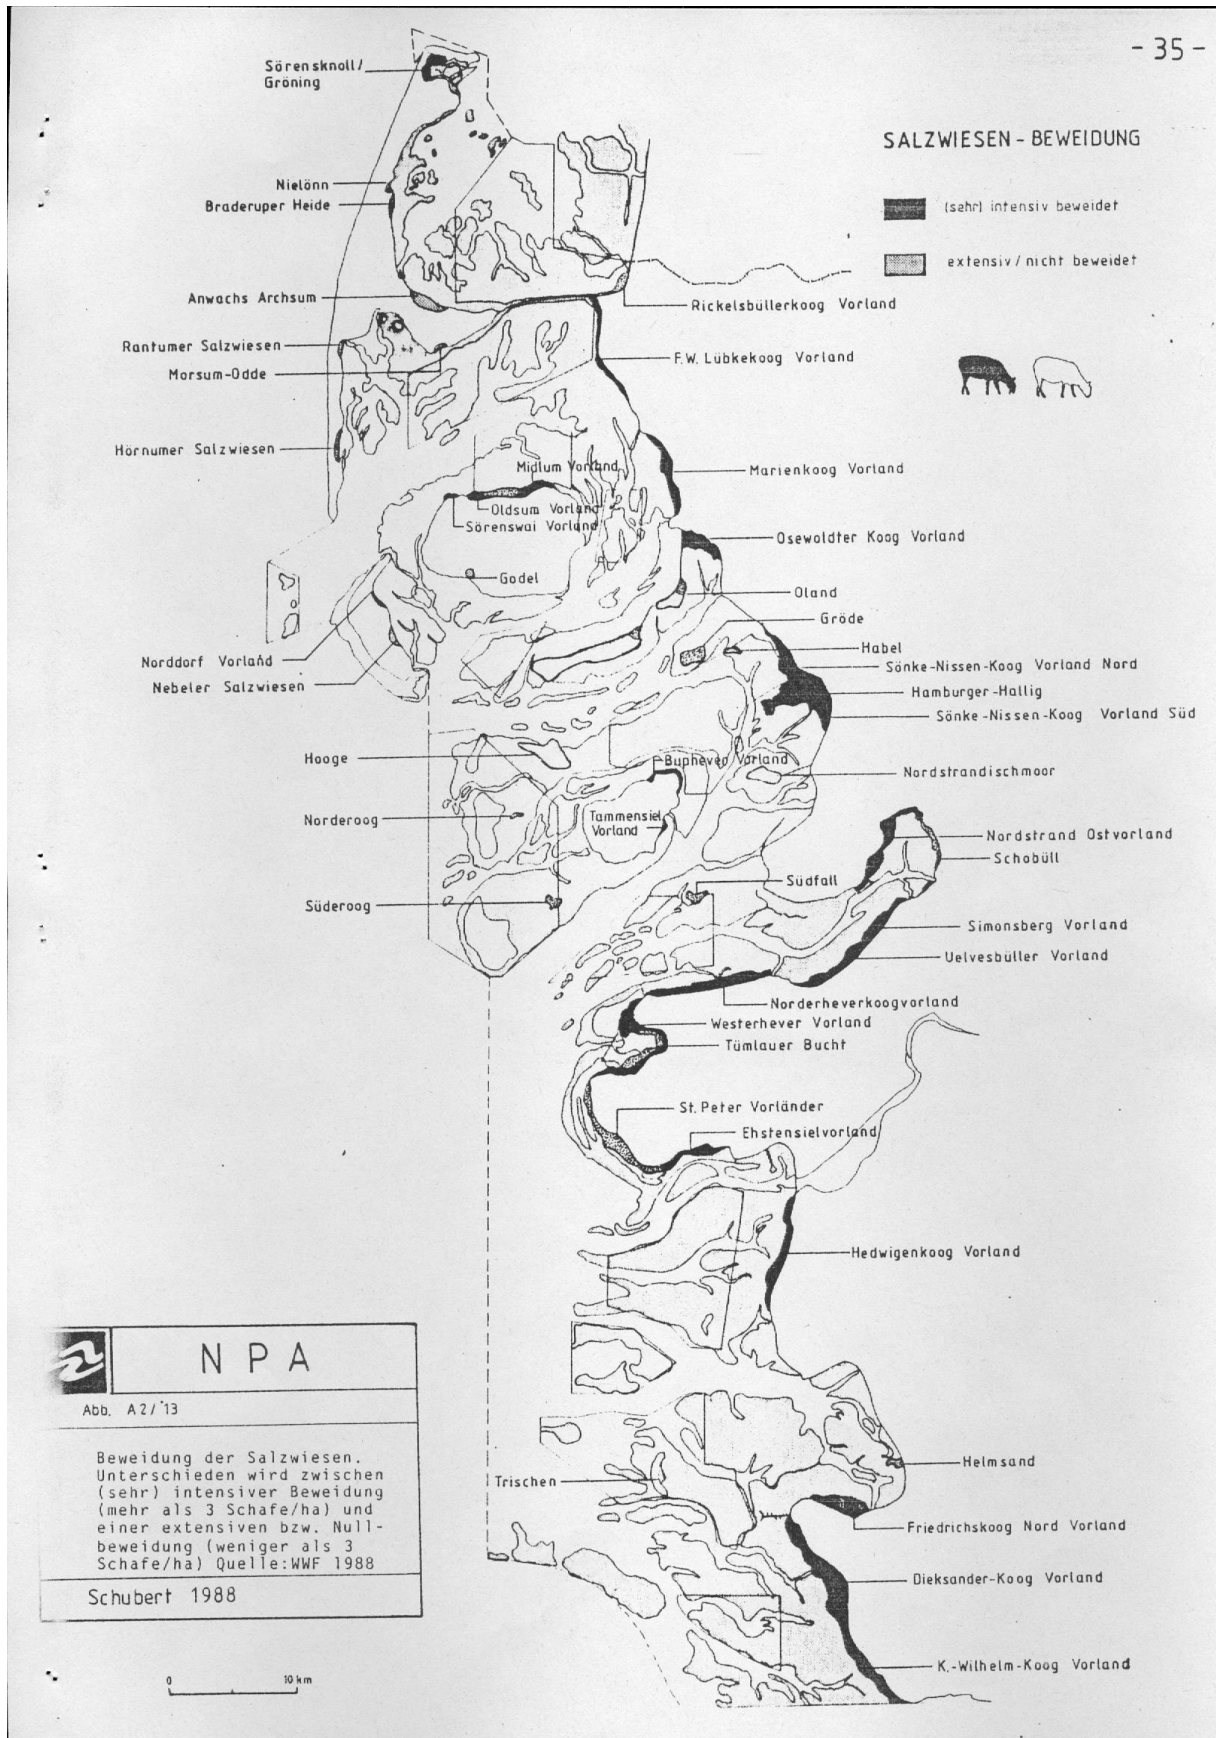 - 35 -
SALZWIESEN - BEWEIDUNG
(sehr) intensiv beweidet
extensiv / nicht beweidet
Sörensknoll/
Gröning
Nielönn
Braderuper Heide
Anwachs Archsum
Rickelsbüllerkoog Vorland
Rantumer Salzwiesen
Morsum-Odde
F.W. Lübkekoog Vorland
Hörnumer Salzwiesen
Midlum Vorland
Marienkoog Vorland
Oldsum Vorland
Sörenswai Vorland
Osewoldter Koog Vorland
Godel
Oland
Gröde
Habel
Norddorf Vorland
Sönke-Nissen-Koog Vorland Nord
Nebeler Salzwiesen
Hamburger-Hallig
Sönke-Nissen-Koog Vorland Süd
Hooge
Buphever Vorland
Nordstrandischmoor
Norderoog
Tammensiel
Vorland
Nordstrand Ostvorland
Schobüll
Südfall
Süderoog
Simonsberg Vorland
Uelvesbüller Vorland
Norderheverkoogvorland
Westerhever Vorland
Tümlauer Bucht
St. Peter Vorländer
Ehstensielvorland
Hedwigenkoog Vorland
Helmsand
Trischen
Friedrichskoog Nord Vorland
Dieksander-Koog Vorland
K.-Wilhelm-Koog Vorland
N P A
Abb. A 2 / 13
Beweidung der Salzwiesen.
Unterschieden wird zwischen
(sehr) intensiver Beweidung
(mehr als 3 Schafe/ha) und
einer extensiven bzw. Null-
beweidung (weniger als 3
Schafe/ha) Quelle:WWF 1988
Schubert 1988
0 10 km